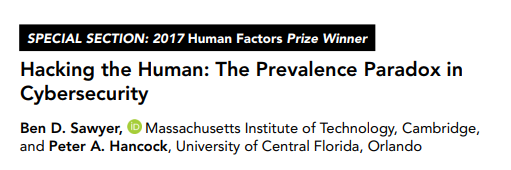 SPECIAL SECTION: 2017 Human Factors Prize Winner
Hacking the Human: The Prevalence Paradox in
Cybersecurity
Ben D. Sawyer, iD Massachusetts Institute of Technology, Cambridge,
and Peter A. Hancock, University of Central Florida, Orlando